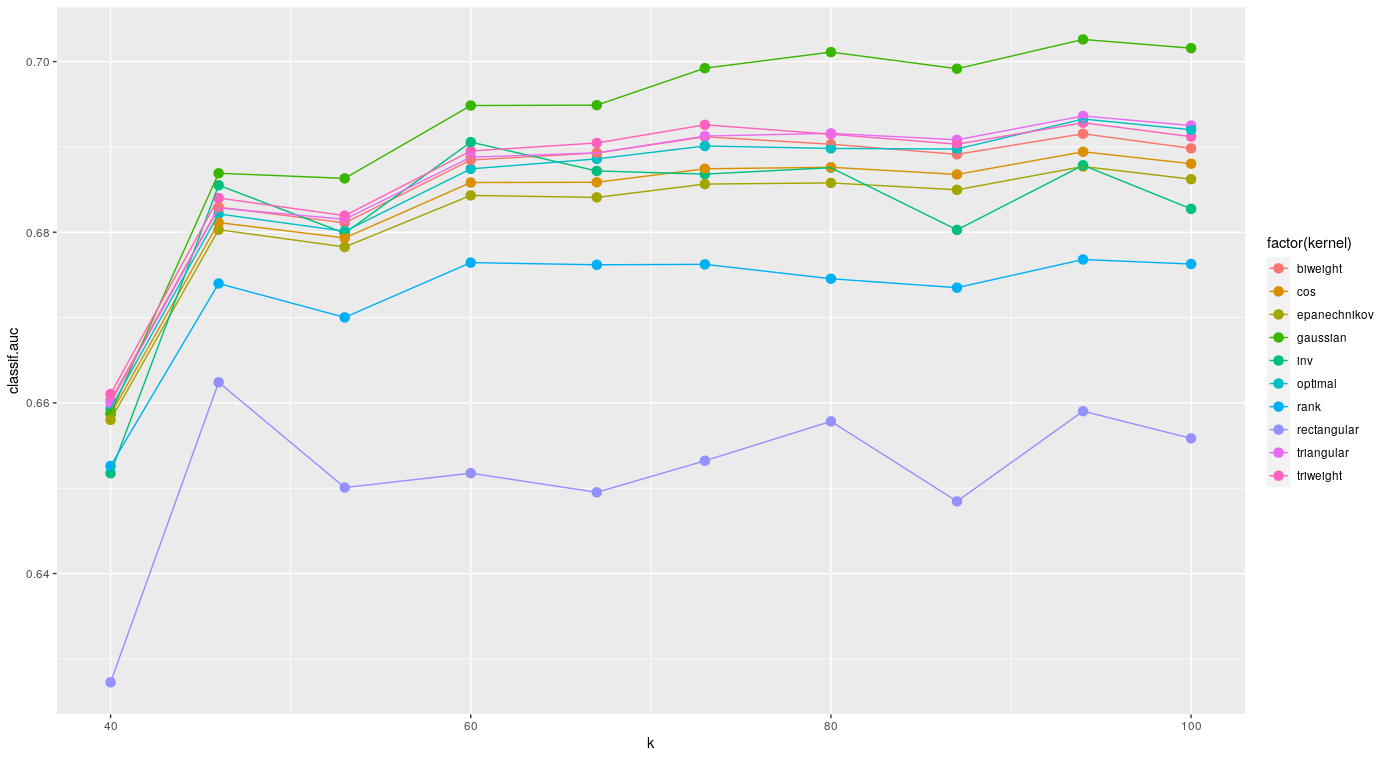 0.70
0.68
0.66
0.64
classif.auc
40
60
80
100
k
factor(kernel)
biweight
cos
epanechnikov
gaussian
inv
optimal
rank
rectangular
triangular
triweight